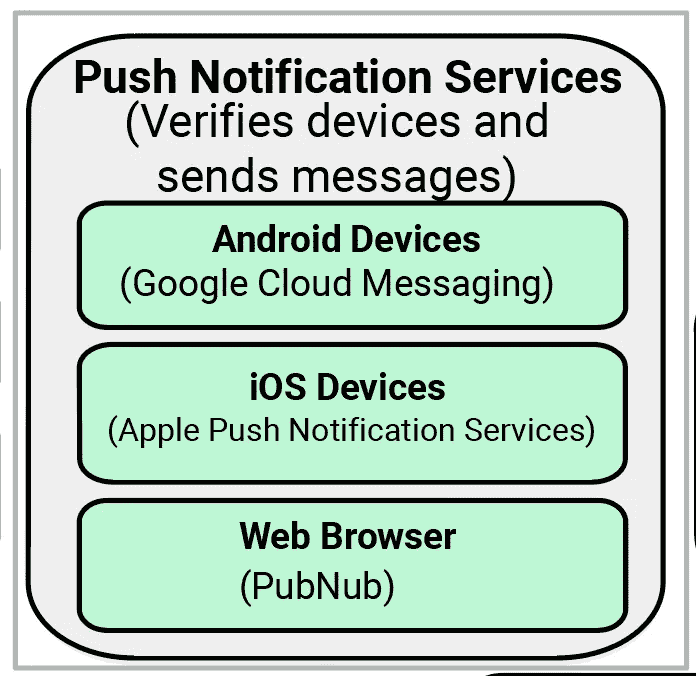 Push Notification Services
(Verifies devices and
sends messages)
Android Devices
(Google Cloud Messaging)
iOS Devices
(Apple Push Notification Services)
Web Browser
(PubNub)